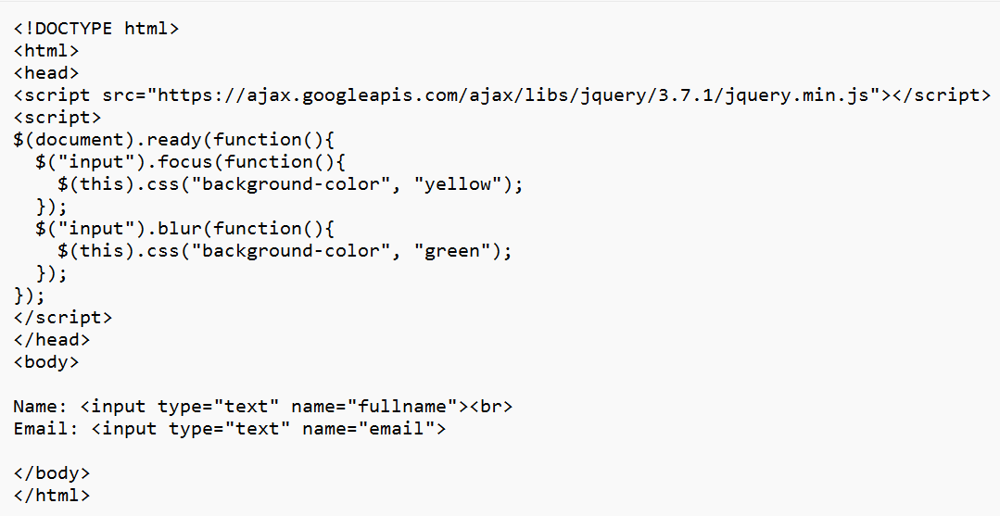 <!DOCTYPE html>
<html>
<head>
<script src="https://ajax.googleapis.com/ajax/libs/jquery/3.7.1/jquery.min.js"></script>
<script>
$(document).ready(function(){
  $("input").focus(function(){
    $(this).css("background-color", "yellow");
  });
  $("input").blur(function(){
    $(this).css("background-color", "green");
  });
});
</script>
</head>
<body>

Name: <input type="text" name="fullname"><br>
Email: <input type="text" name="email">

</body>
</html>